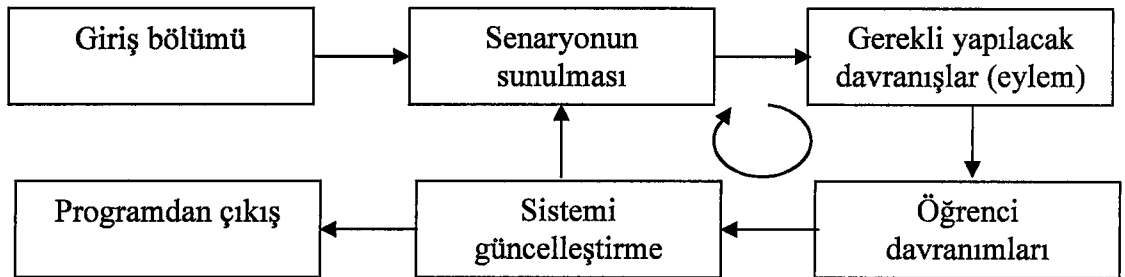 Giriş bölümü
Senaryonun
sunulması
Gerekli yapılacak
davranışlar (eylem)
Programdan çıkış
Sistemi
güncelleştirme
Öğrenci
davranımları